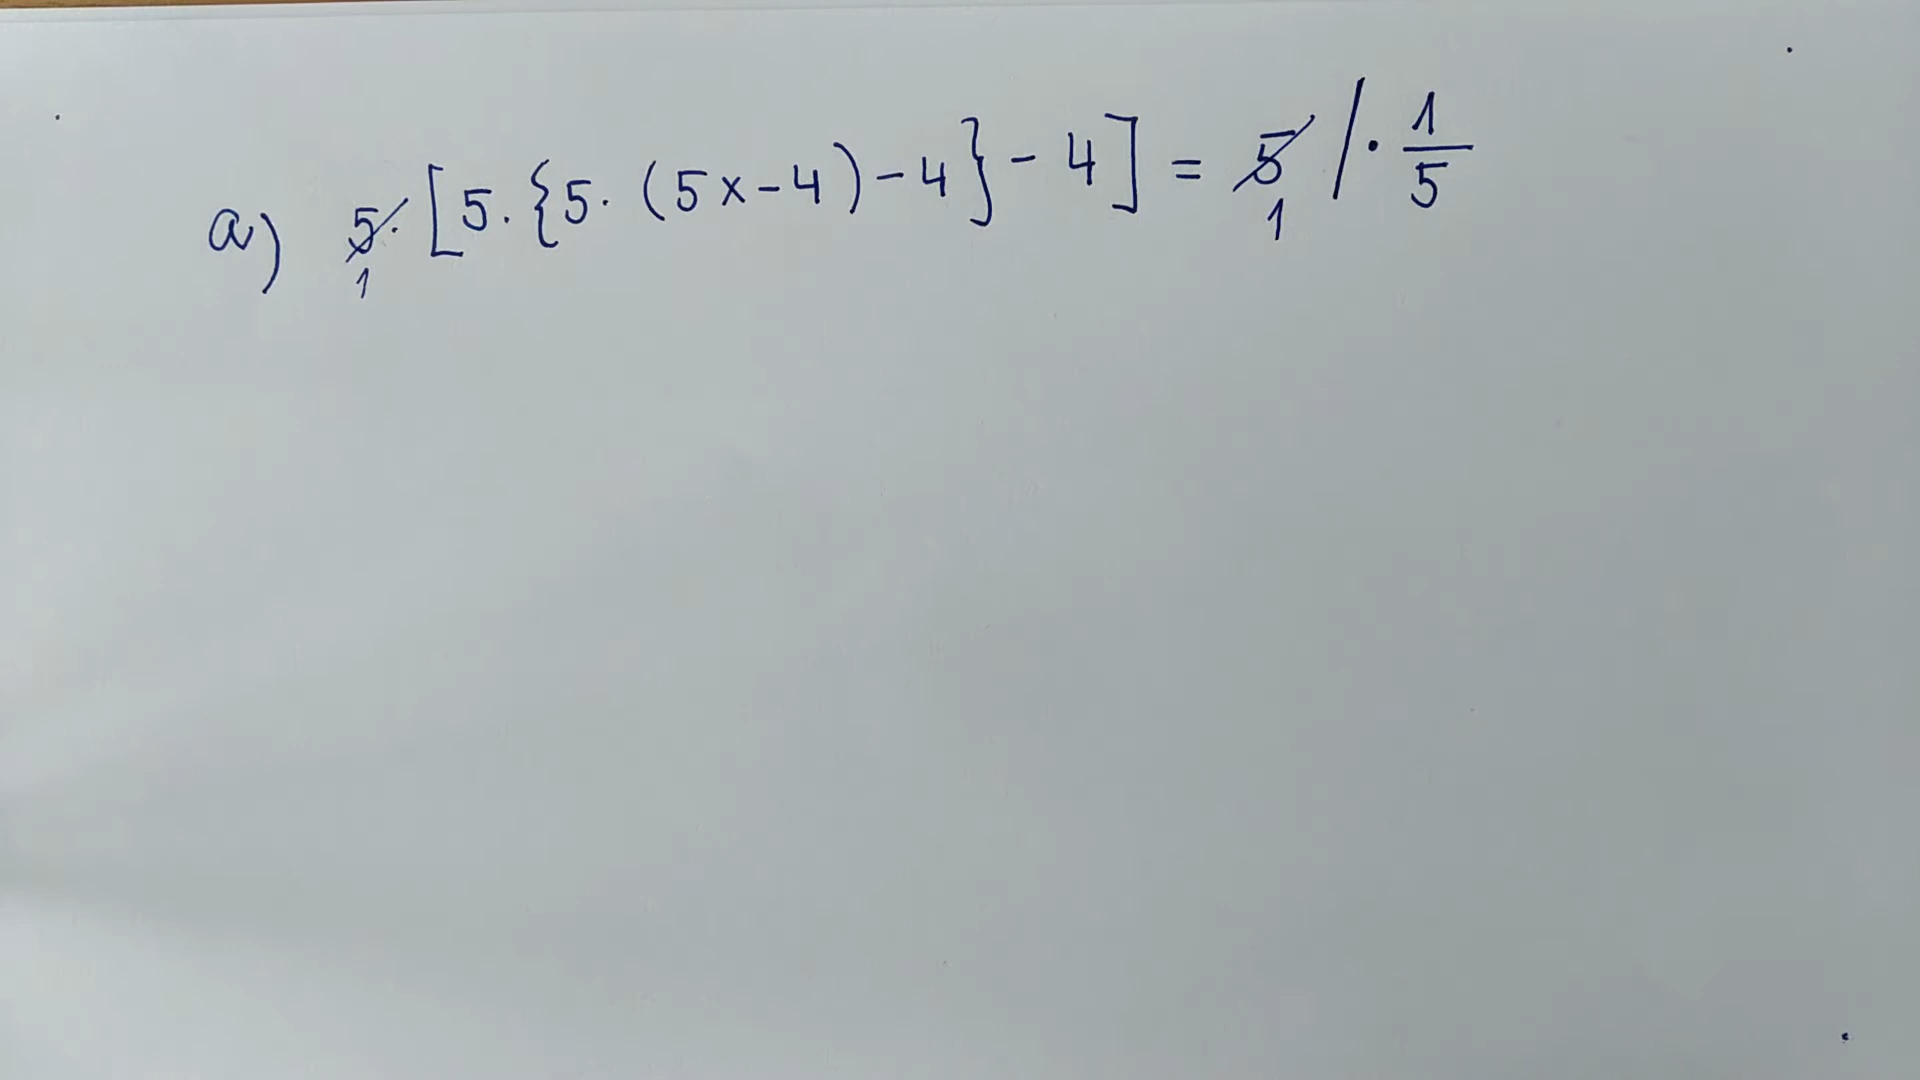 a) 5. [5. {5. (5x-4)-4} - 4] = 5 / · 1/5
1 1